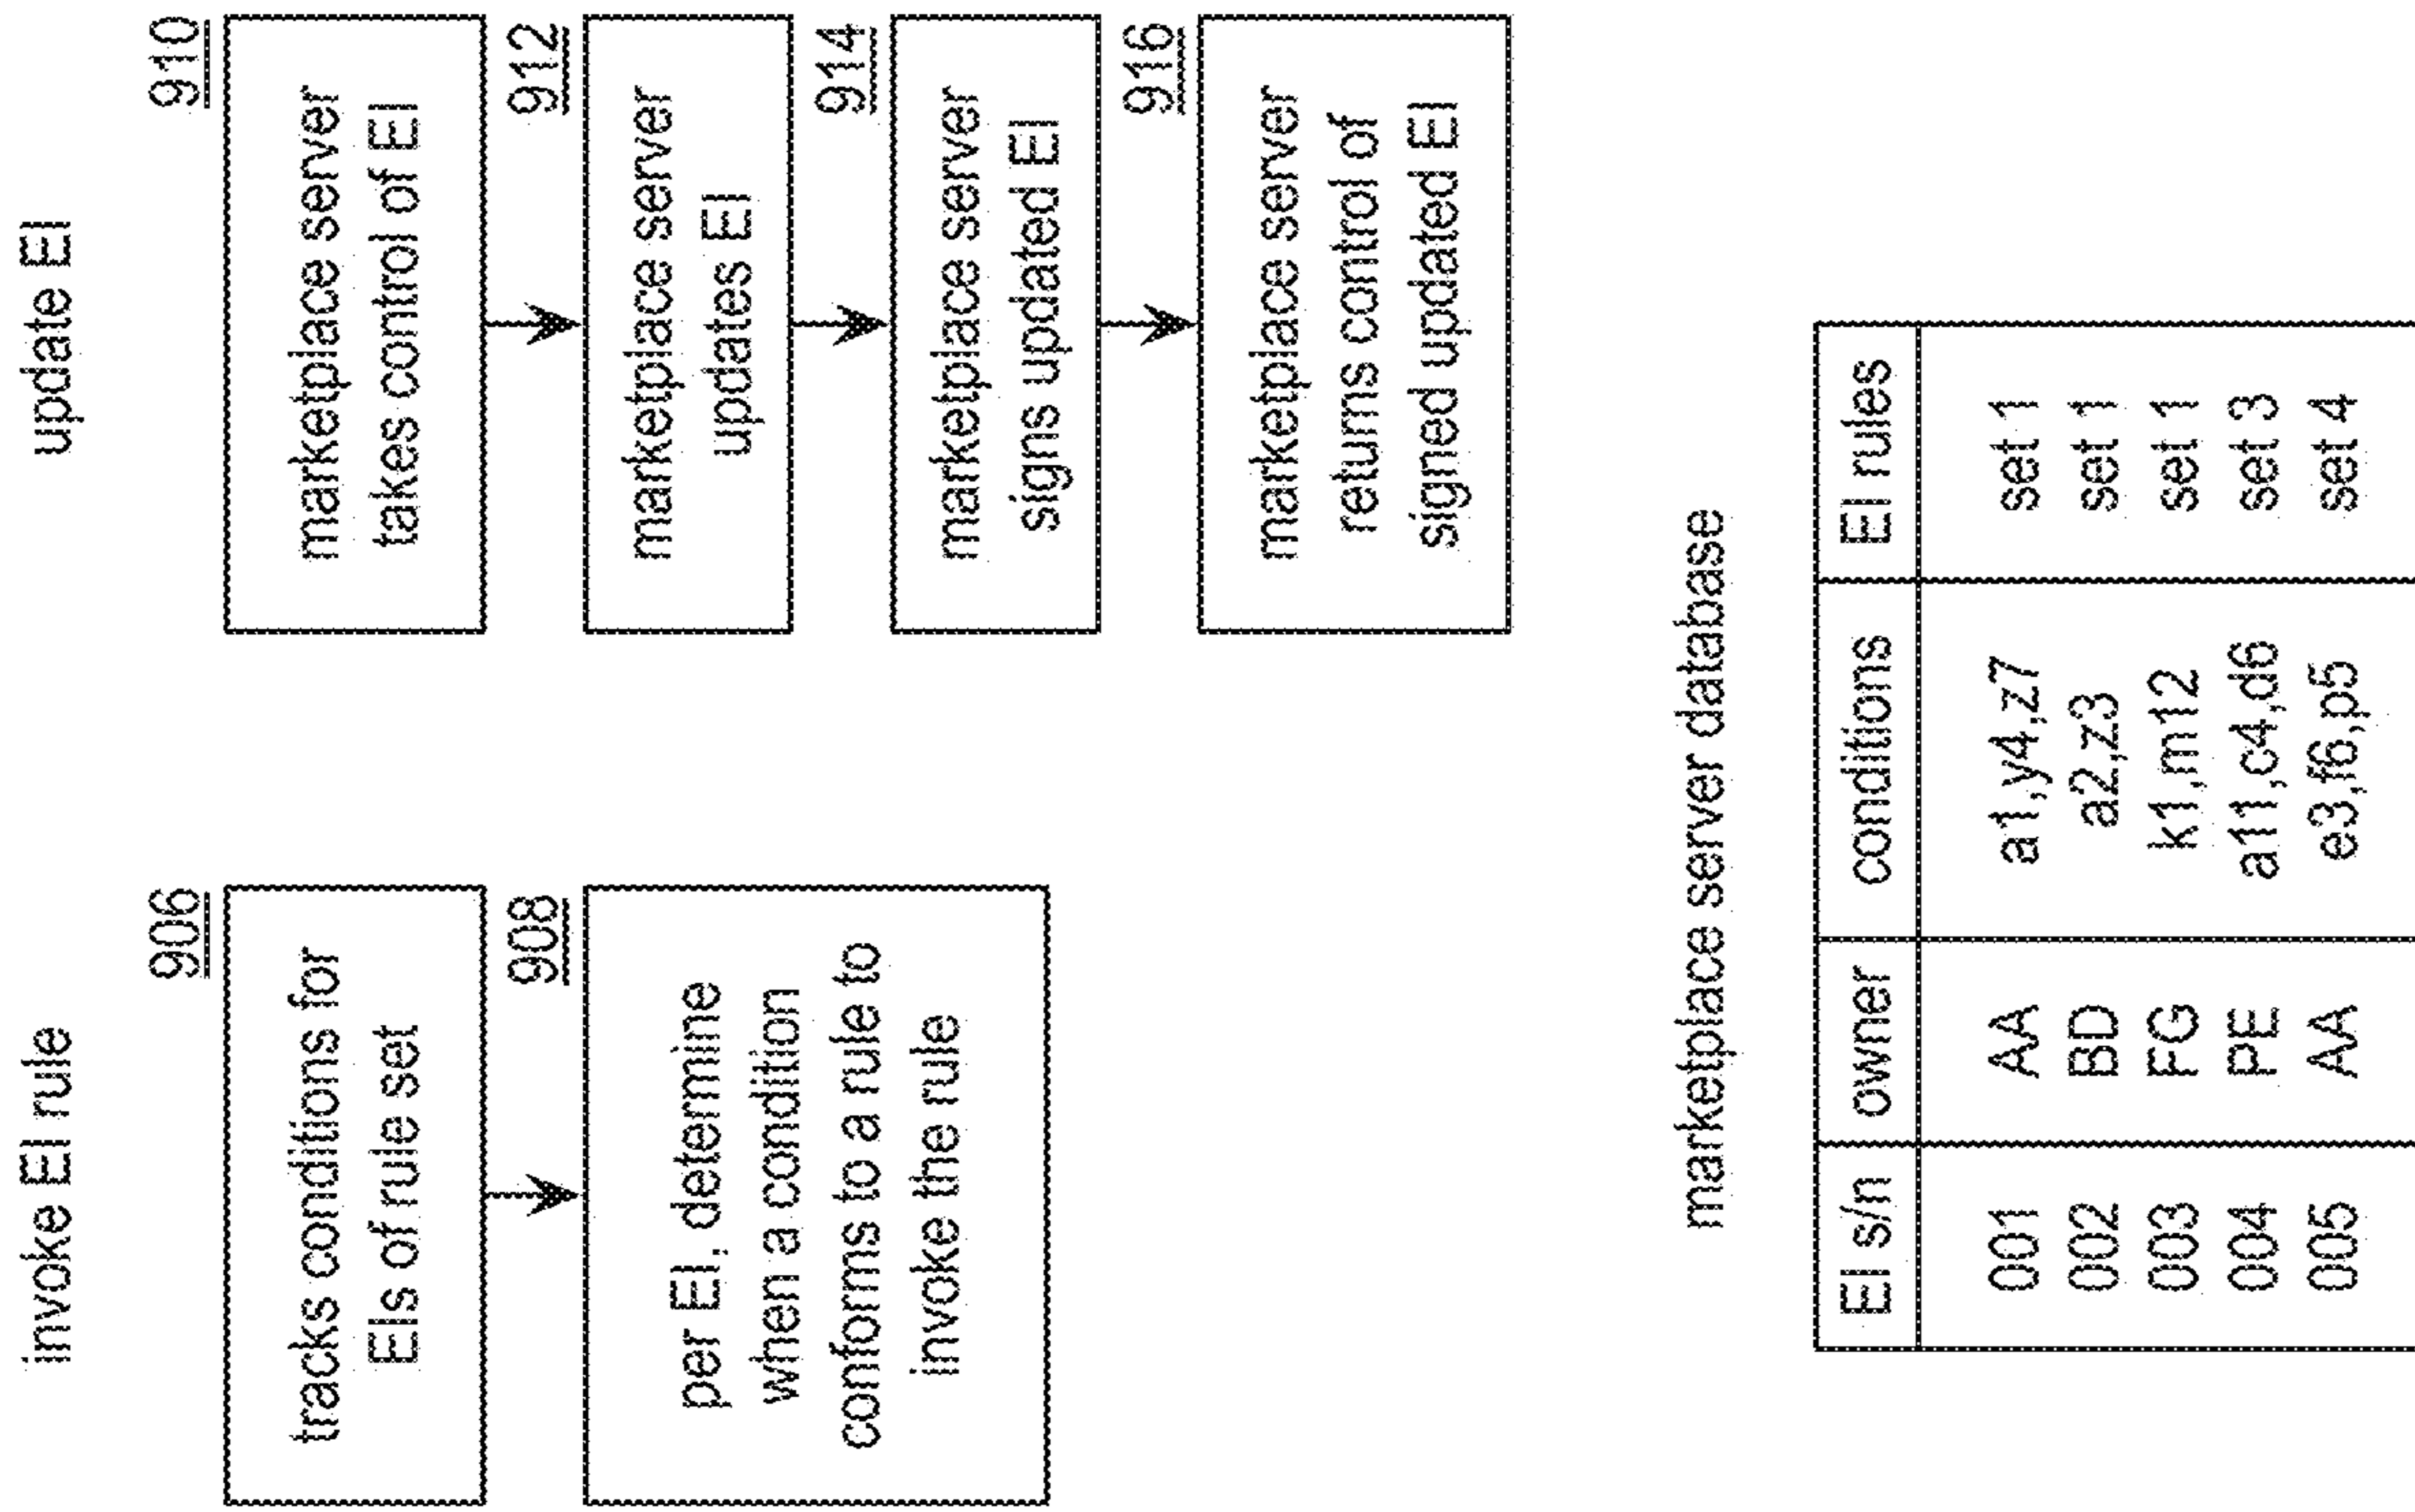 invoke EI rule
906
tracks conditions for
EIs of rule set
908
per EI, determine
when a condition
conforms to a rule to
invoke the rule
update EI
910
marketplace server
takes control of EI
912
marketplace server
updates EI
914
marketplace server
signs updated EI
916
marketplace server
returns control of
signed updated EI
marketplace server database
EI s/n owner conditions EI rules
001 AA a1,y4,z7 set 1
002 BD a2,z3 set 1
003 FG k1,m12 set 1
004 PE a11,c4,d6 set 3
005 AA e3,f6,p5 set 4